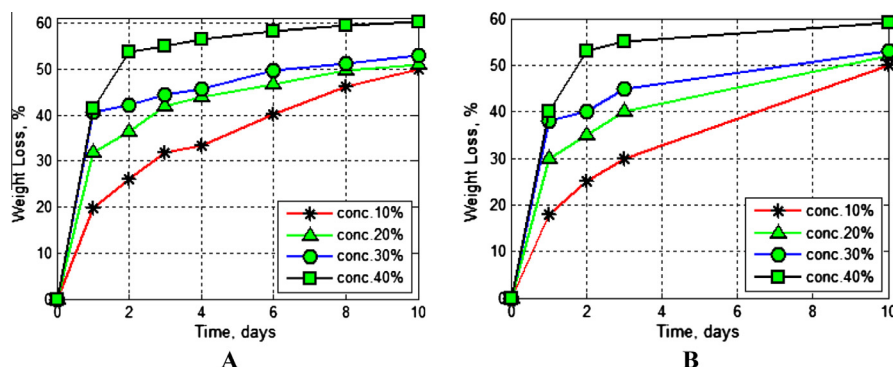 60
50
40
30
20
10
0
Weight Loss, %
0 2 4 6 8 10
Time, days
conc.10%
conc.20%
conc.30%
conc.40%
A
60
50
40
30
20
10
0
Weight Loss, %
0 2 4 6 8 10
Time, days
conc.10%
conc.20%
conc.30%
conc.40%
B